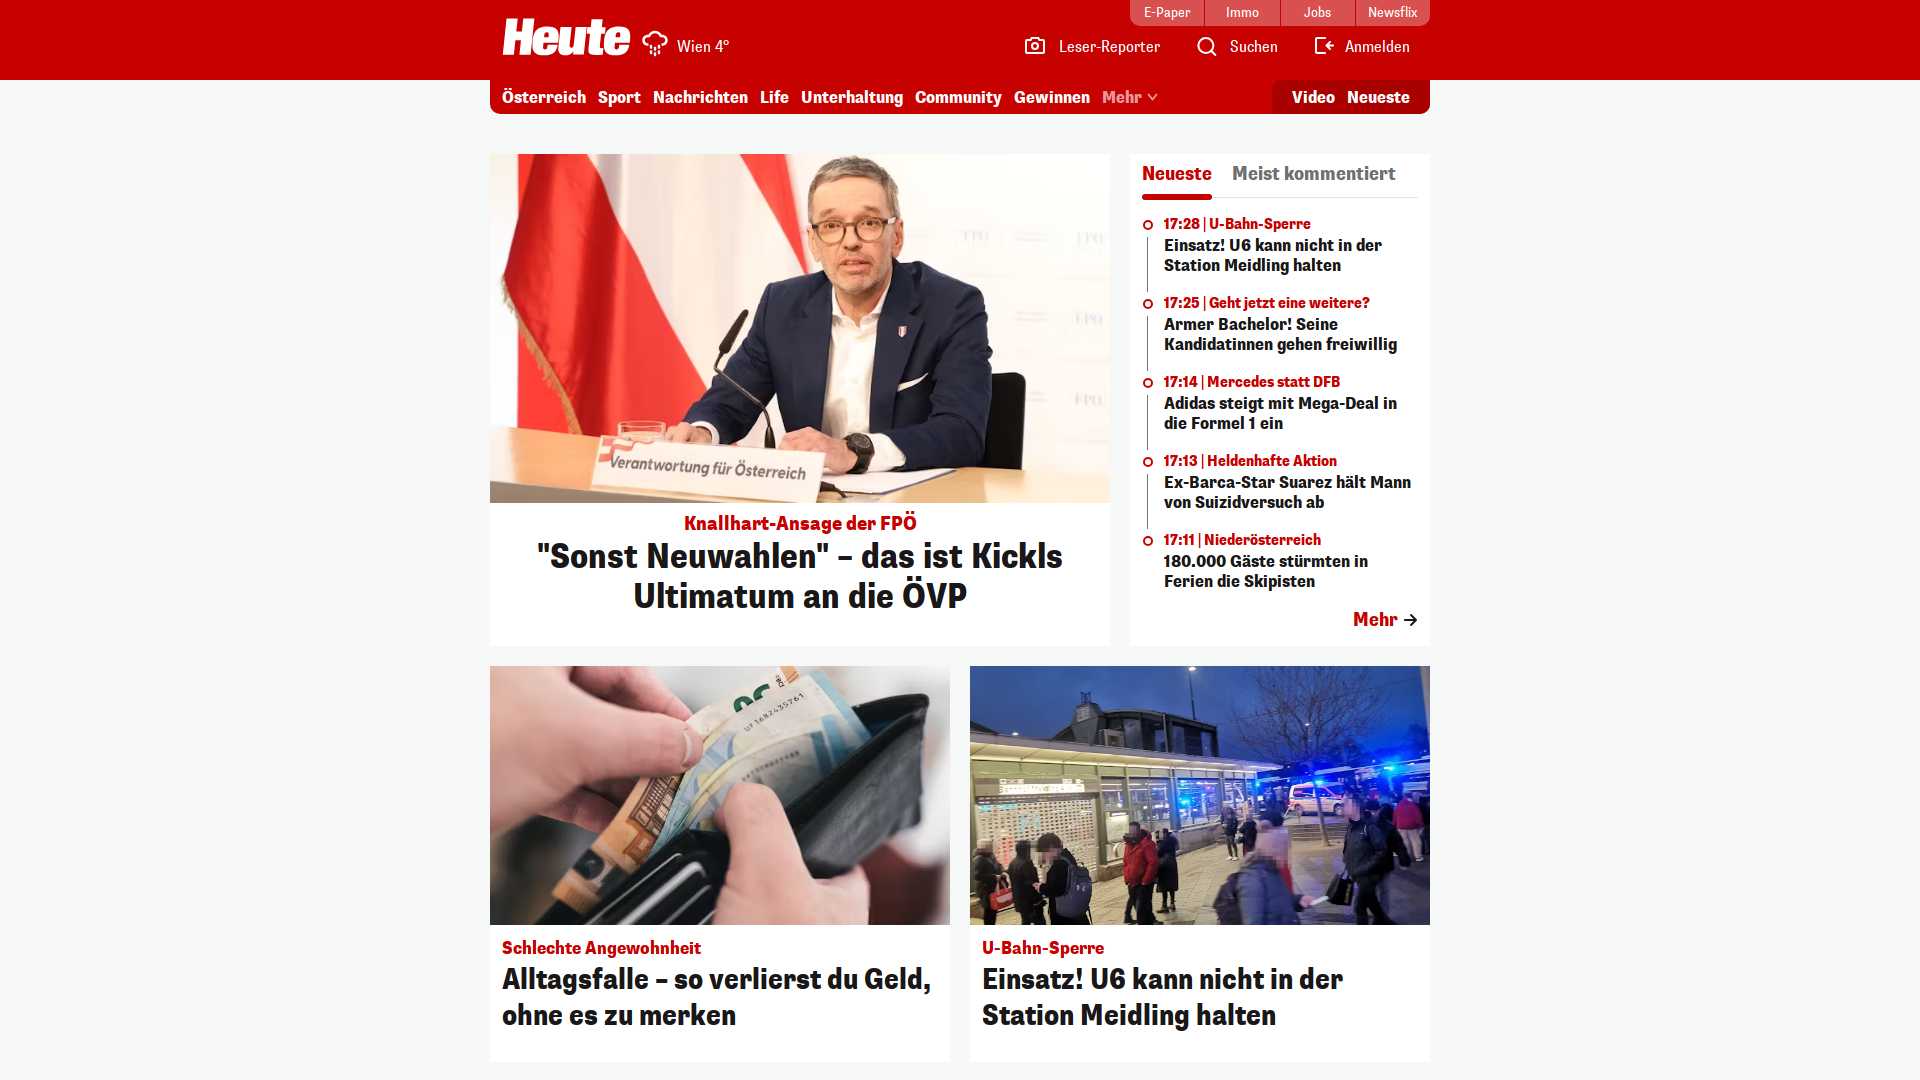 E-Paper
Immo
Jobs
Newsflix
Heute
Wien 4°
Leser-Reporter
Suchen
Anmelden
Österreich
Sport
Nachrichten
Life
Unterhaltung
Community
Gewinnen
Mehr
Video
Neueste
FPÖ
FPÖ
FPÖ
FPÖ
Verantwortung für Österreich
Knallhart-Ansage der FPÖ
"Sonst Neuwahlen" – das ist Kickls
Ultimatum an die ÖVP
Neueste
Meist kommentiert
17:28 | U-Bahn-Sperre
Einsatz! U6 kann nicht in der
Station Meidling halten
17:25 | Geht jetzt eine weitere?
Armer Bachelor! Seine
Kandidatinnen gehen freiwillig
17:14 | Mercedes statt DFB
Adidas steigt mit Mega-Deal in
die Formel 1 ein
17:13 | Heldenhafte Aktion
Ex-Barca-Star Suarez hält Mann
von Suizidversuch ab
17:11 | Niederösterreich
180.000 Gäste stürmten in
Ferien die Skipisten
Mehr
Schlechte Angewohnheit
Alltagsfalle – so verlierst du Geld,
ohne es zu merken
U-Bahn-Sperre
Einsatz! U6 kann nicht in der
Station Meidling halten